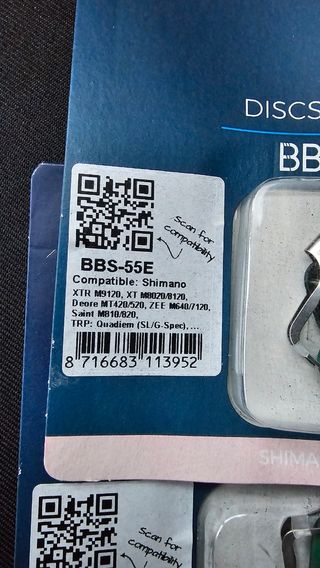 DISCS
BB
Scan for
compatibility
BBS-55E
Compatible: Shimano
XTR M9120, XT M8020/8120,
Deore MT420/520, ZEE M640/7120,
Saint M810/820,
TRP: Quadiem (SL/G-Spec), ...
8 716683 113952
SHIMA
Scan for
compatibility